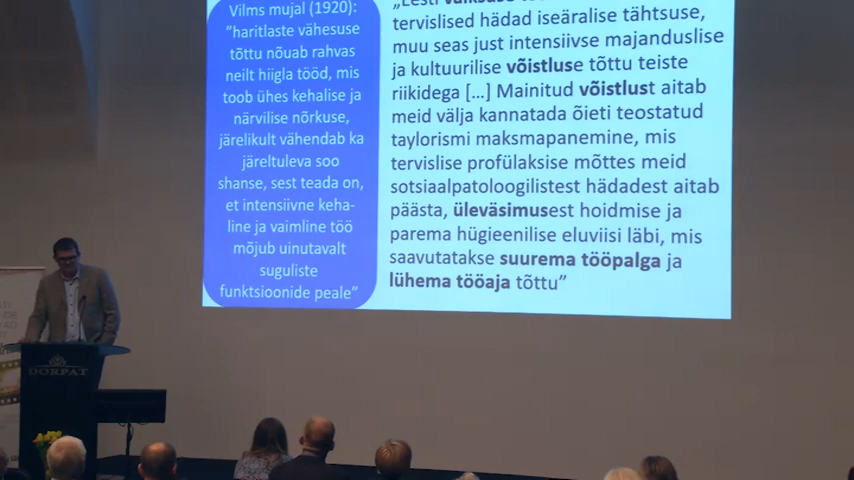 Vilms mujal (1920):
”haritlaste vähesuse
tõttu nõuab rahvas
neilt hiigla tööd, mis
toob ühes kehalise ja
närvilise nõrkuse,
järelikult vähendab ka
järeltuleva soo
shanse, sest teada on,
et intensiivne keha-
line ja vaimline töö
mõjub uinutavalt
suguliste
funktsioonide peale”
„Eesti
tervislised hädad iseäralise tähtsuse,
muu seas just intensiivse majanduslise
ja kultuurilise võistluse tõttu teiste
riikidega […] Mainitud võistlust aitab
meid välja kannatada õieti teostatud
taylorismi maksmapanemine, mis
tervislise profülaksise mõttes meid
sotsiaalpatoloogilistest hädadest aitab
päästa, üleväsimusest hoidmise ja
parema hügieenilise eluviisi läbi, mis
saavutatakse suurema tööpalga ja
lühema tööaja tõttu”
DORPAT